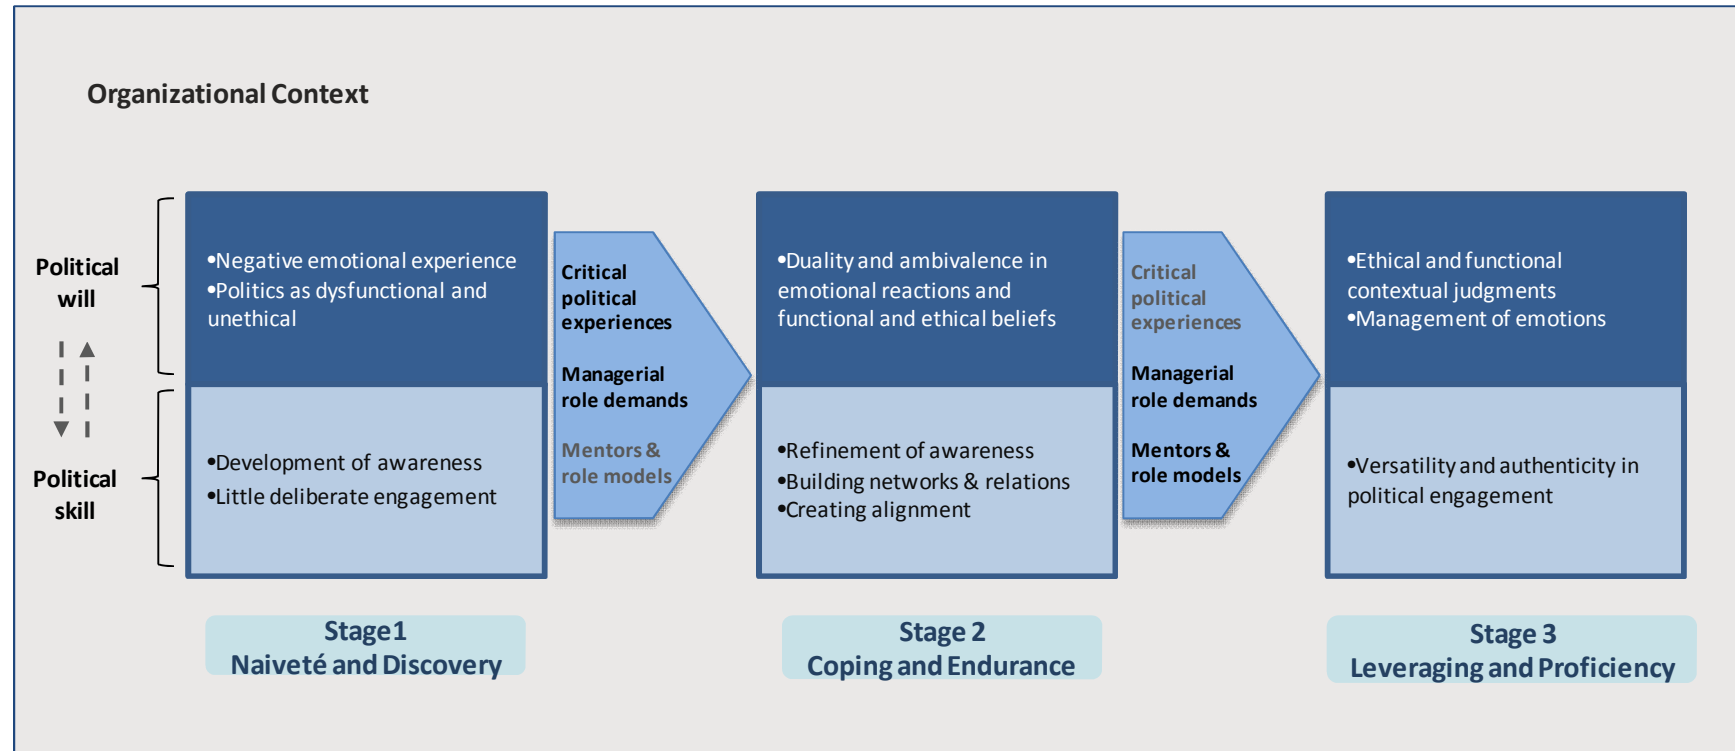 Organizational Context
Political
will
Political
skill
•Negative emotional experience
•Politics as dysfunctional and
unethical
•Development of awareness
•Little deliberate engagement
Stage1
Naiveté and Discovery
Critical
political
experiences
Managerial
role demands
Mentors &
role models
•Duality and ambivalence in
emotional reactions and
functional and ethical beliefs
•Refinement of awareness
•Building networks & relations
•Creating alignment
Stage 2
Coping and Endurance
Critical
political
experiences
Managerial
role demands
Mentors &
role models
•Ethical and functional
contextual judgments
•Management of emotions
•Versatility and authenticity in
political engagement
Stage 3
Leveraging and Proficiency